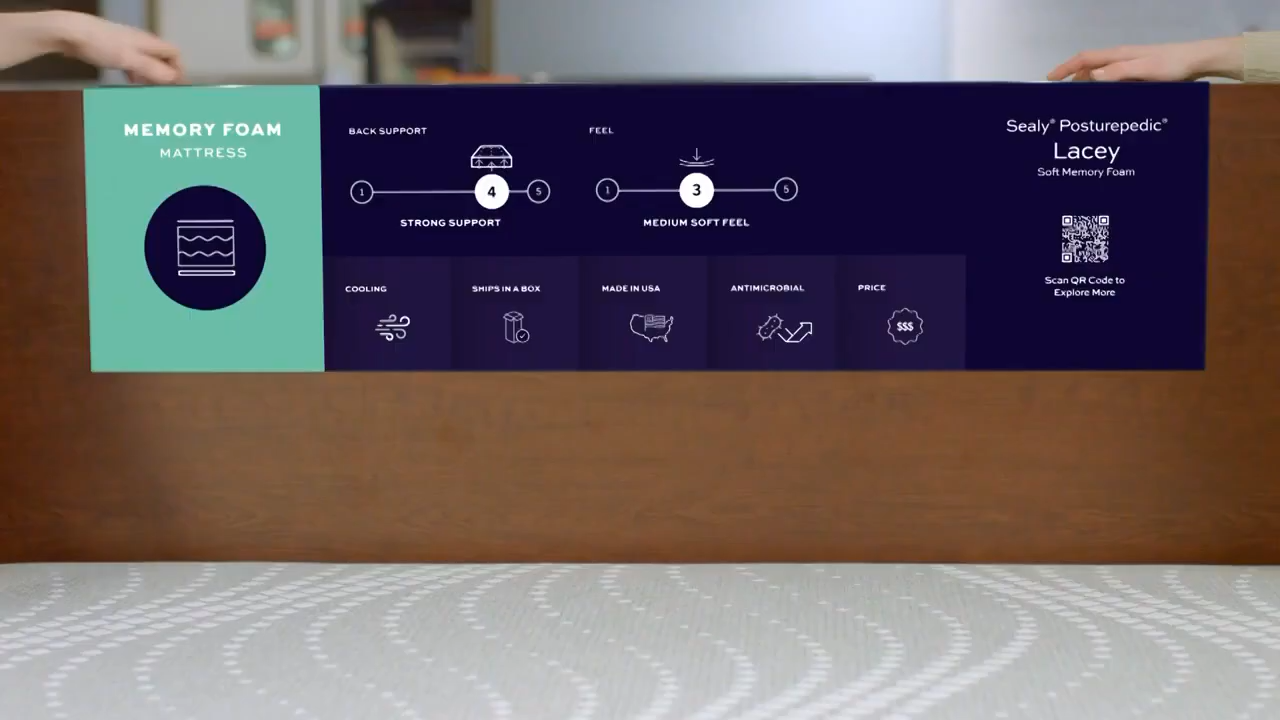 MEMORY FOAM
MATTRESS
BACK SUPPORT
1
4
5
STRONG SUPPORT
FEEL
1
3
5
MEDIUM SOFT FEEL
COOLING
SHIPS IN A BOX
MADE IN USA
ANTIMICROBIAL
PRICE
$$$
Sealy® Posturepedic®
Lacey
Soft Memory Foam
Scan QR Code to
Explore More